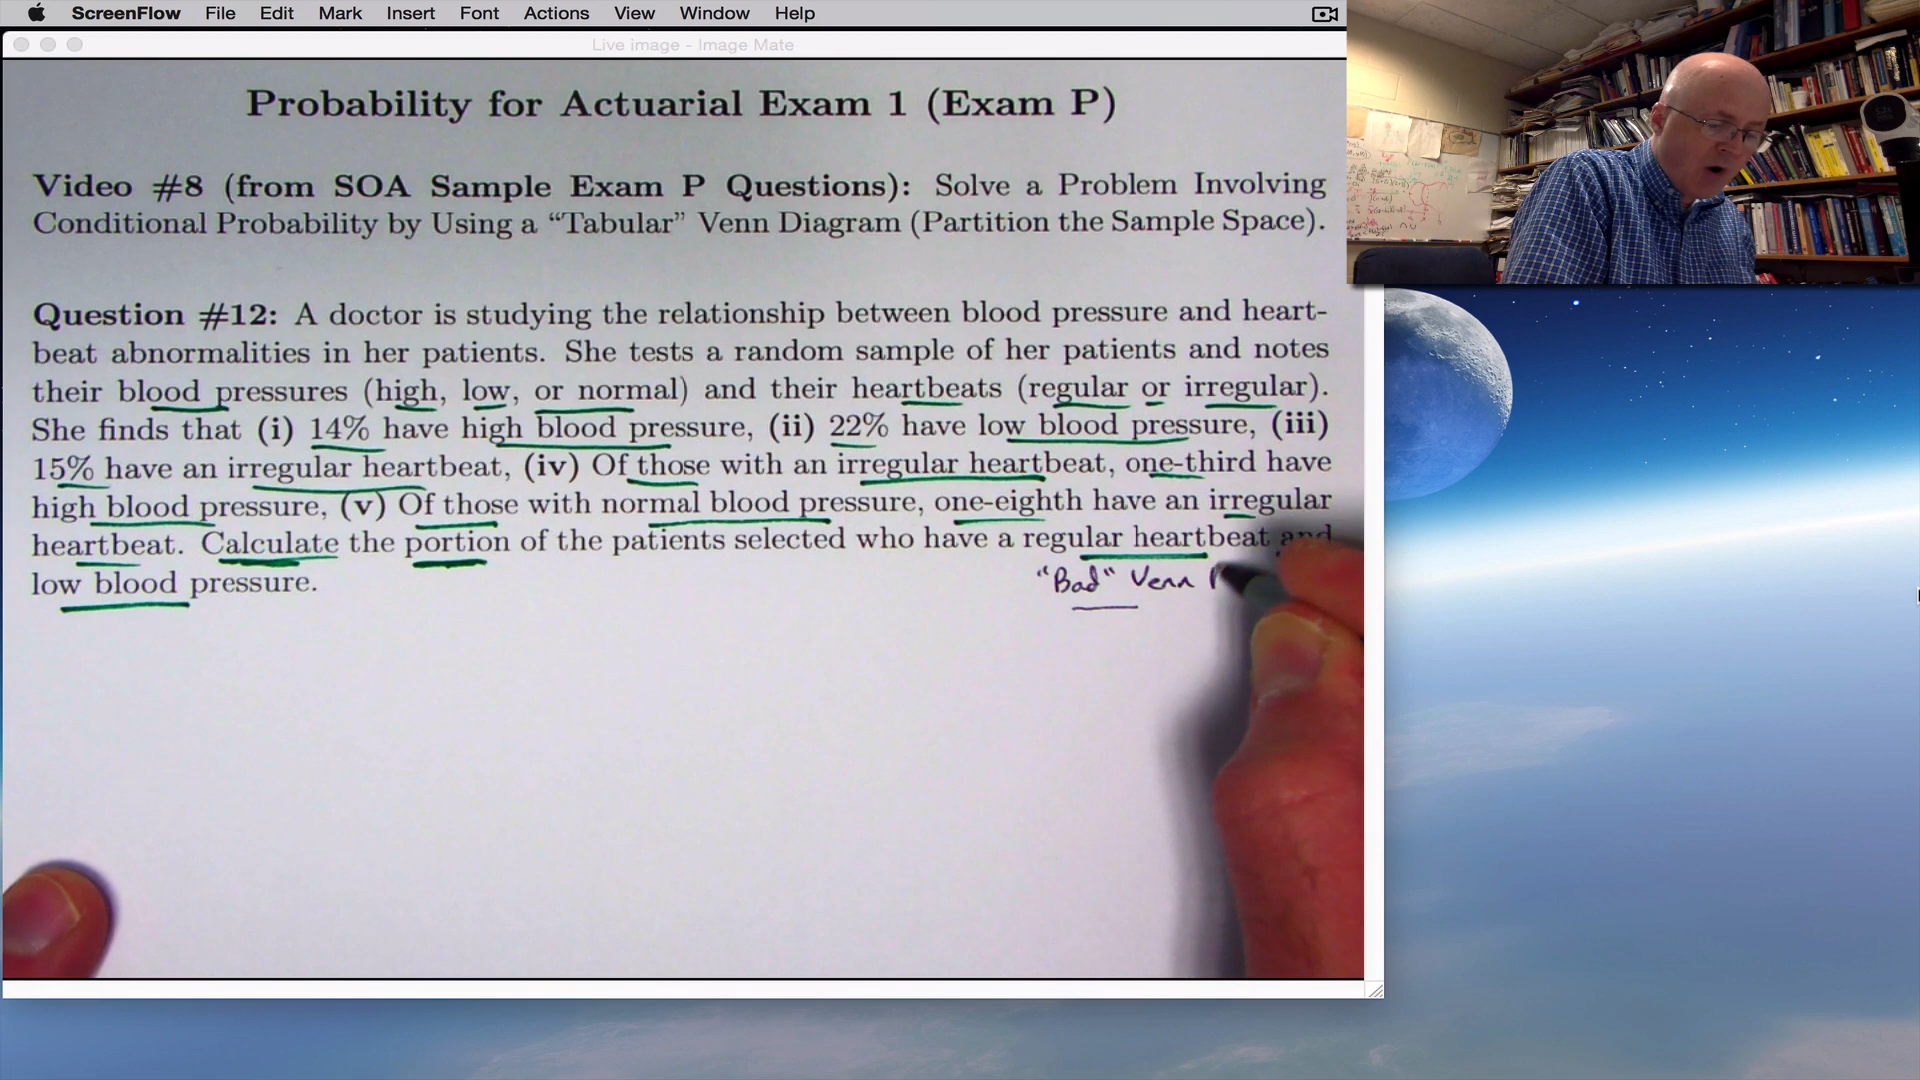 ScreenFlow File Edit Mark Insert Font Actions View Window Help
Live image - Image Mate
Probability for Actuarial Exam 1 (Exam P)
Video #8 (from SOA Sample Exam P Questions): Solve a Problem Involving
Conditional Probability by Using a “Tabular” Venn Diagram (Partition the Sample Space).
Question #12: A doctor is studying the relationship between blood pressure and heart-
beat abnormalities in her patients. She tests a random sample of her patients and notes
their blood pressures (high, low, or normal) and their heartbeats (regular or irregular).
She finds that (i) 14% have high blood pressure, (ii) 22% have low blood pressure, (iii)
15% have an irregular heartbeat, (iv) Of those with an irregular heartbeat, one-third have
high blood pressure, (v) Of those with normal blood pressure, one-eighth have an irregular
heartbeat. Calculate the portion of the patients selected who have a regular heartbeat and
low blood pressure.
"Bad" Venn